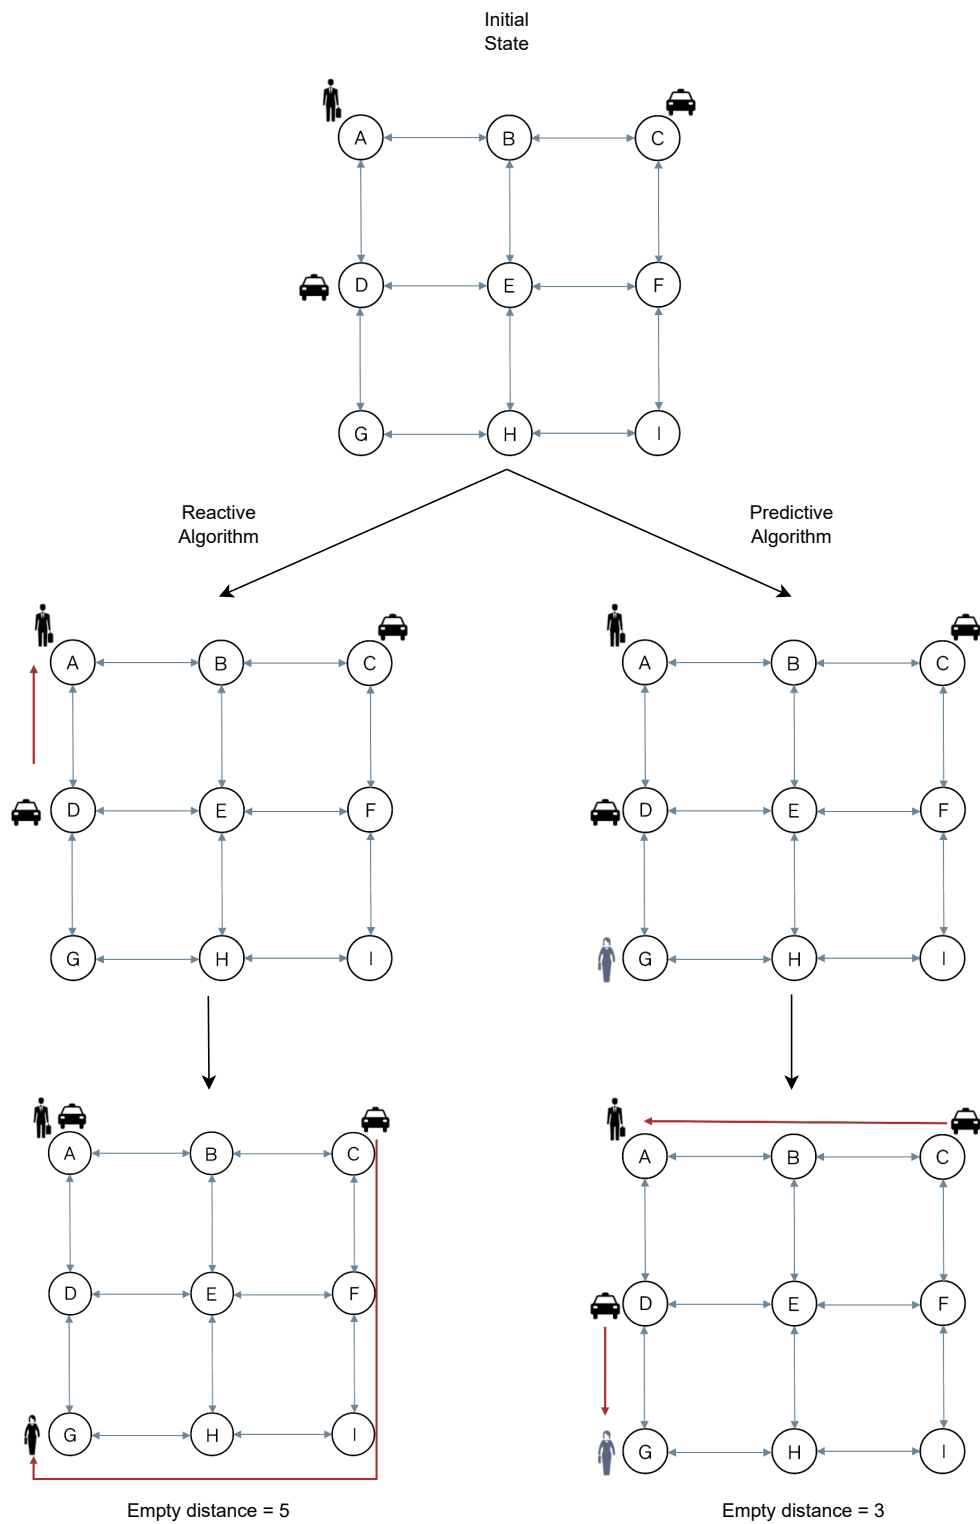 Initial
State
A B C
D E F
G H I
Reactive
Algorithm
Predictive
Algorithm
A B C
D E F
G H I
A B C
D E F
G H I
A B C
D E F
G H I
Empty distance = 5
A B C
D E F
G H I
Empty distance = 3